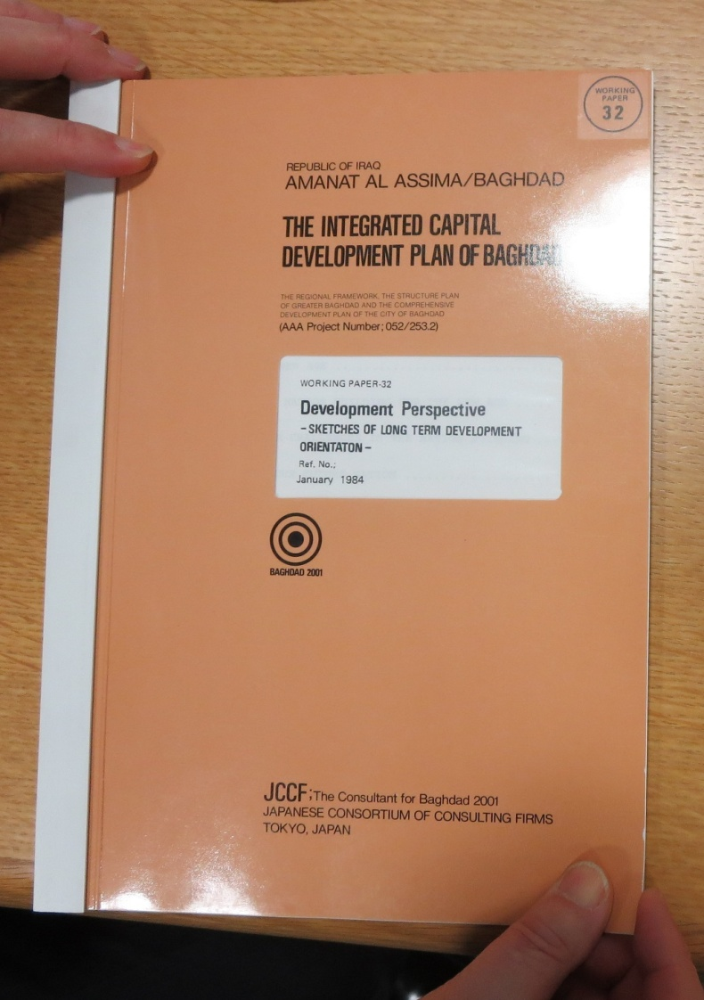 WORKING
PAPER
32
REPUBLIC OF IRAQ
AMANAT AL ASSIMA/BAGHDAD
THE INTEGRATED CAPITAL
DEVELOPMENT PLAN OF BAGHDAD
THE REGIONAL FRAMEWORK, THE STRUCTURE PLAN
OF GREATER BAGHDAD AND THE COMPREHENSIVE
DEVELOPMENT PLAN OF THE CITY OF BAGHDAD
(AAA Project Number; 052/253.2)
WORKING PAPER-32
Development Perspective
-SKETCHES OF LONG TERM DEVELOPMENT
ORIENTATON-
Ref. No.;
January 1984
BAGHDAD 2001
JCCF; The Consultant for Baghdad 2001
JAPANESE CONSORTIUM OF CONSULTING FIRMS
TOKYO, JAPAN